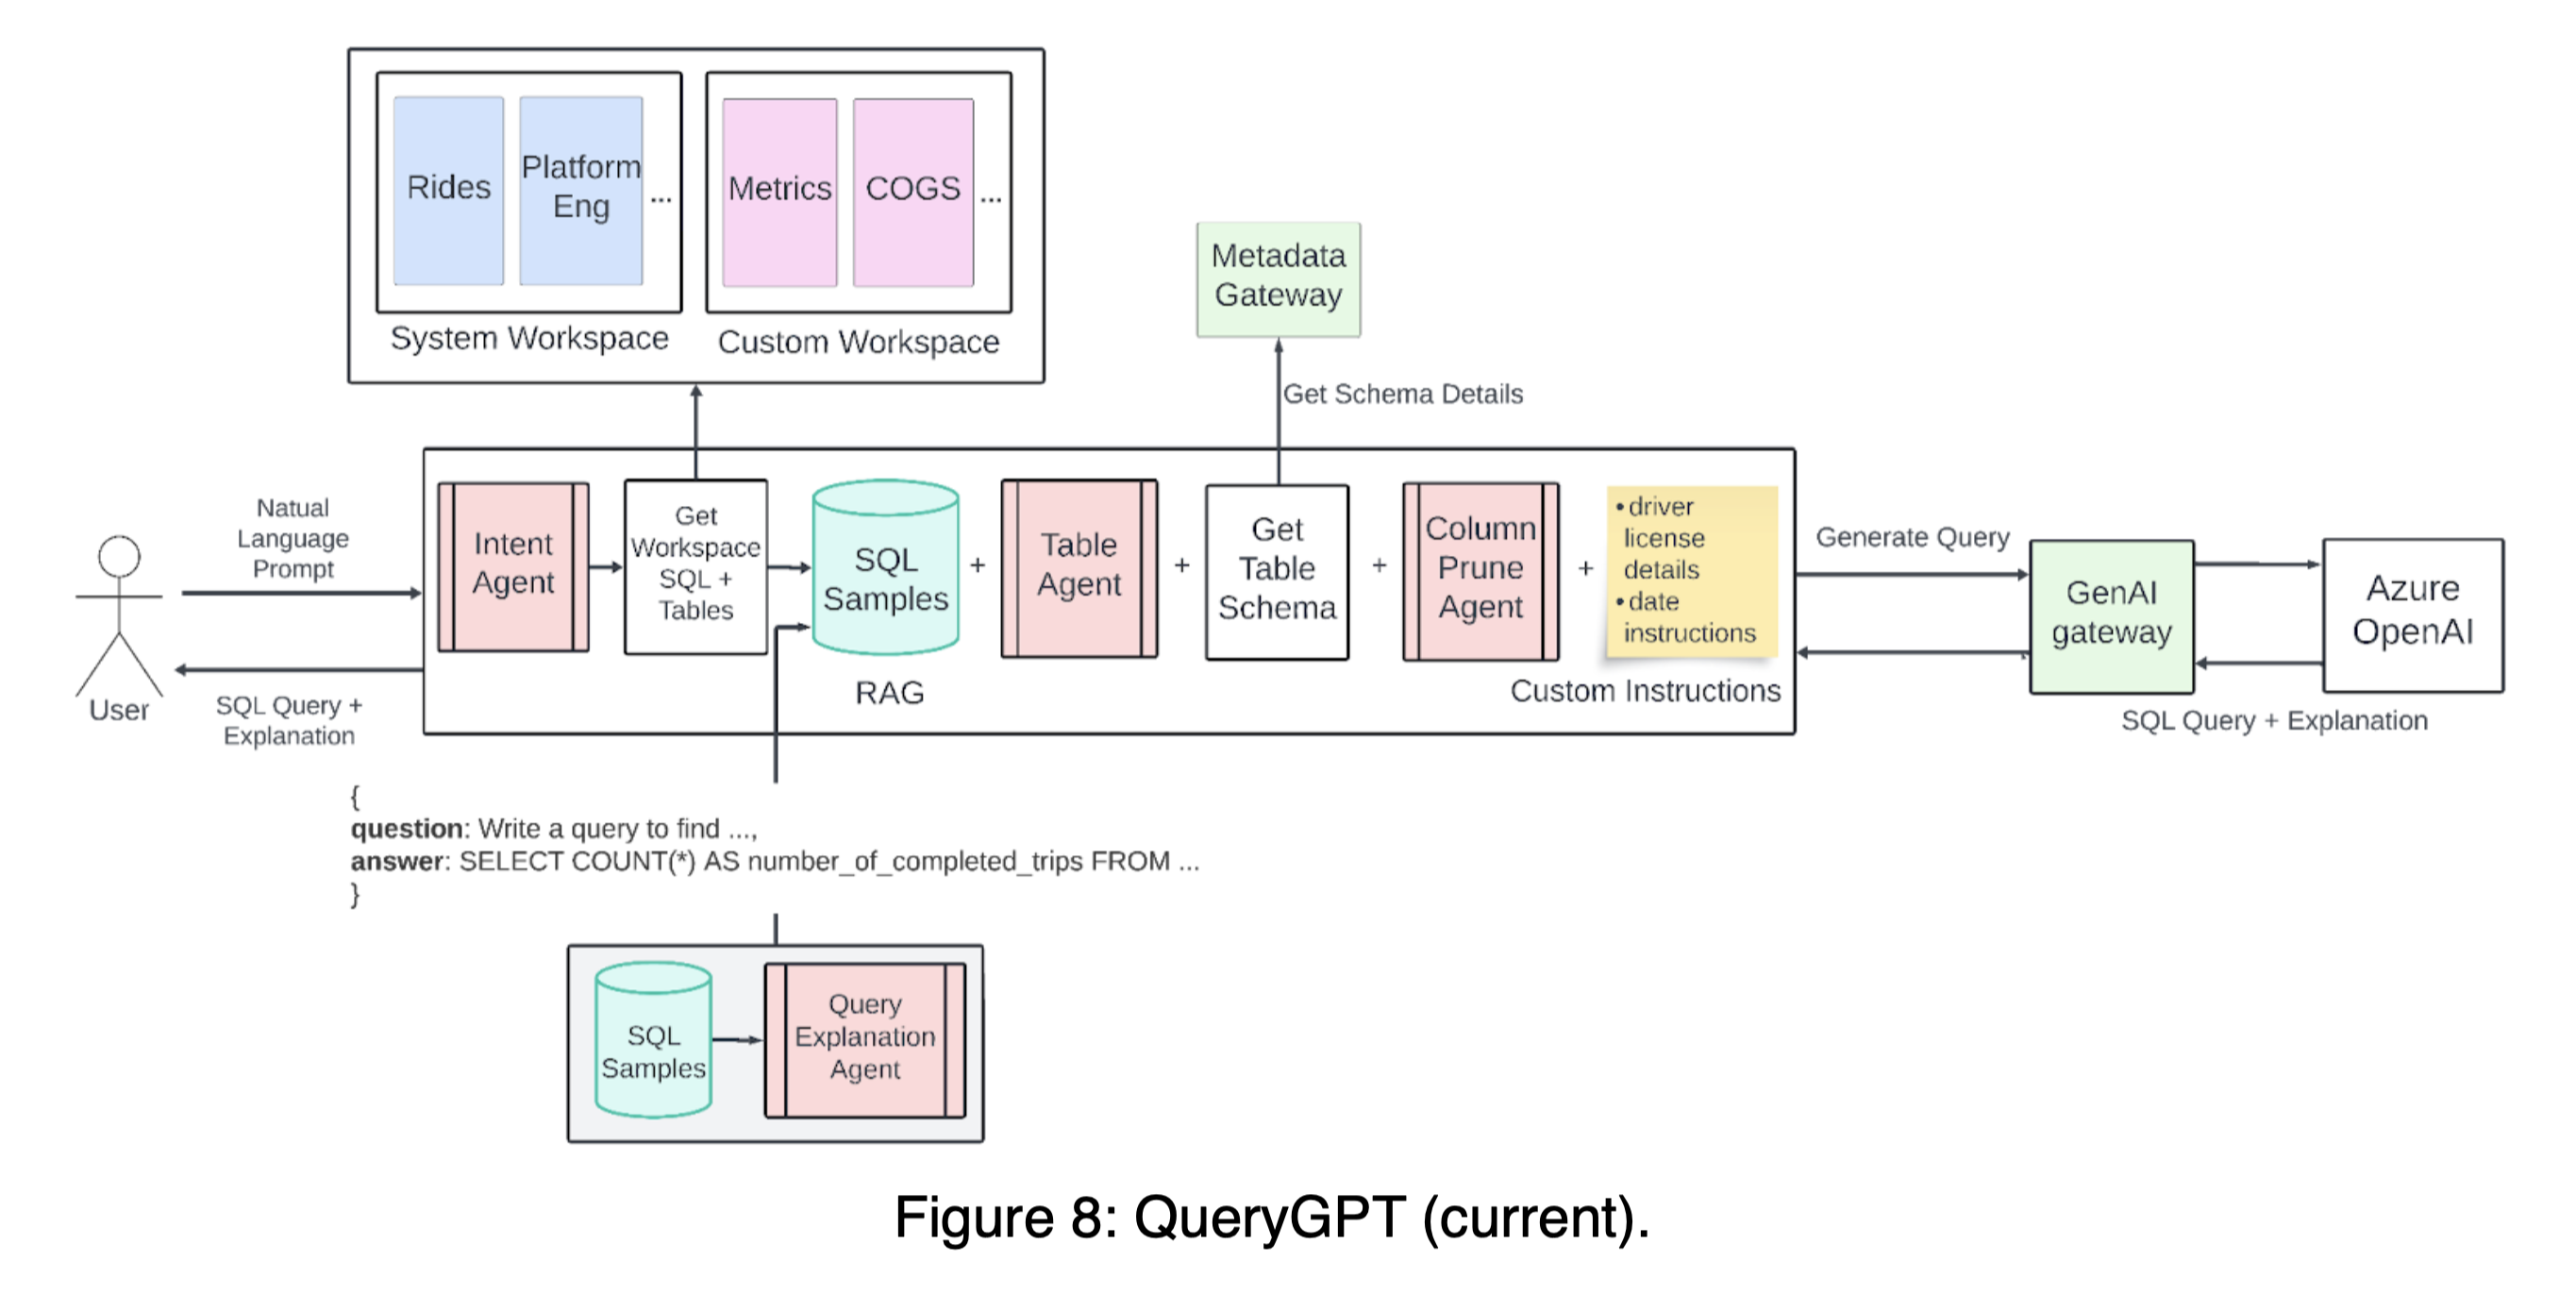 Rides
Platform
Eng
...
Metrics
COGS
...
System Workspace
Custom Workspace
Metadata
Gateway
Get Schema Details
Natual
Language
Prompt
User
SQL Query +
Explanation
Intent
Agent
Get
Workspace
SQL +
Tables
SQL
Samples
RAG
+
Table
Agent
+
Get
Table
Schema
+
Column
Prune
Agent
+
• driver
license
details
• date
instructions
Custom Instructions
Generate Query
GenAI
gateway
Azure
OpenAI
SQL Query + Explanation
{
question: Write a query to find ...,
answer: SELECT COUNT(*) AS number_of_completed_trips FROM ...
}
SQL
Samples
Query
Explanation
Agent
Figure 8: QueryGPT (current).